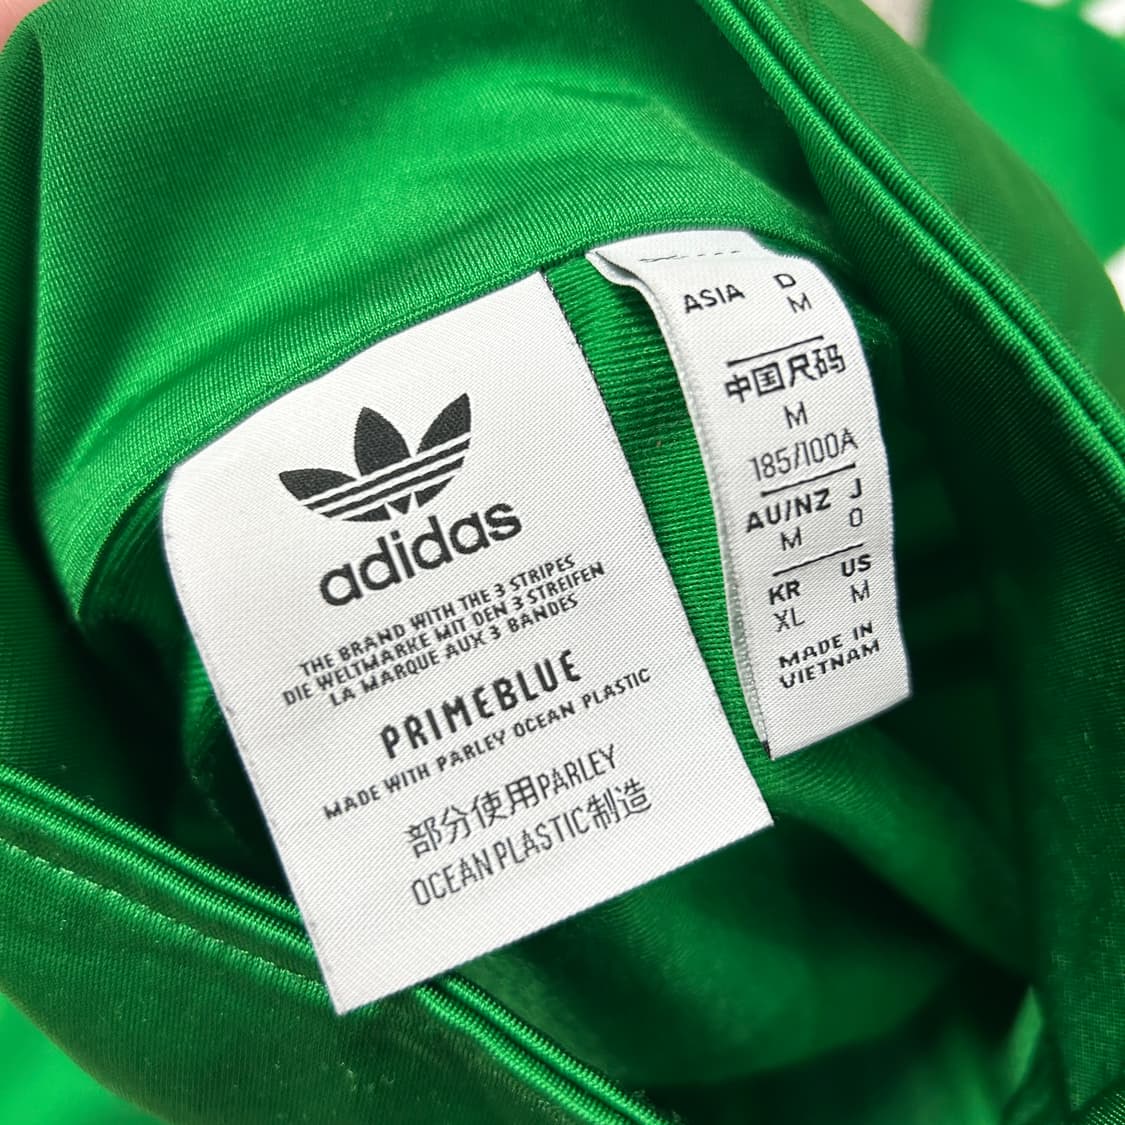 adidas
THE BRAND WITH THE 3 STRIPES
DIE WELTMARKE MIT DEN 3 STREIFEN
LA MARQUE AUX 3 BANDES
PRIMEBLUE
MADE WITH PARLEY OCEAN PLASTIC
部分使用PARLEY
OCEAN PLASTIC制造
ASIA D
M
中国尺码
M
185/100A
AU/NZ J
M O
KR US
XL M
MADE IN
VIETNAM